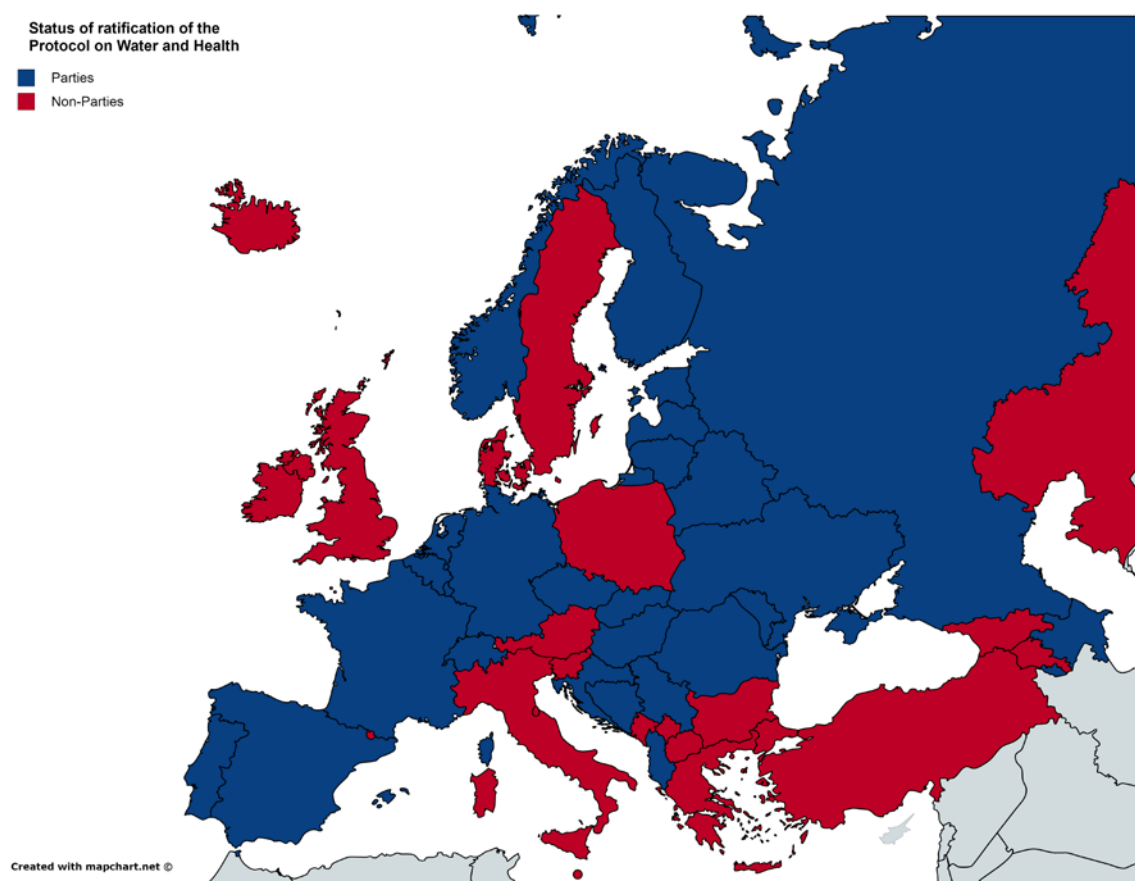 Status of ratification of the
Protocol on Water and Health
Parties
Non-Parties
Created with mapchart.net ©